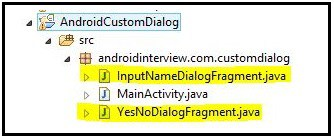 AndroidCustomDialog
src
androidinterview.com.customdialog
InputNameDialogFragment.java
MainActivity.java
YesNoDialogFragment.java